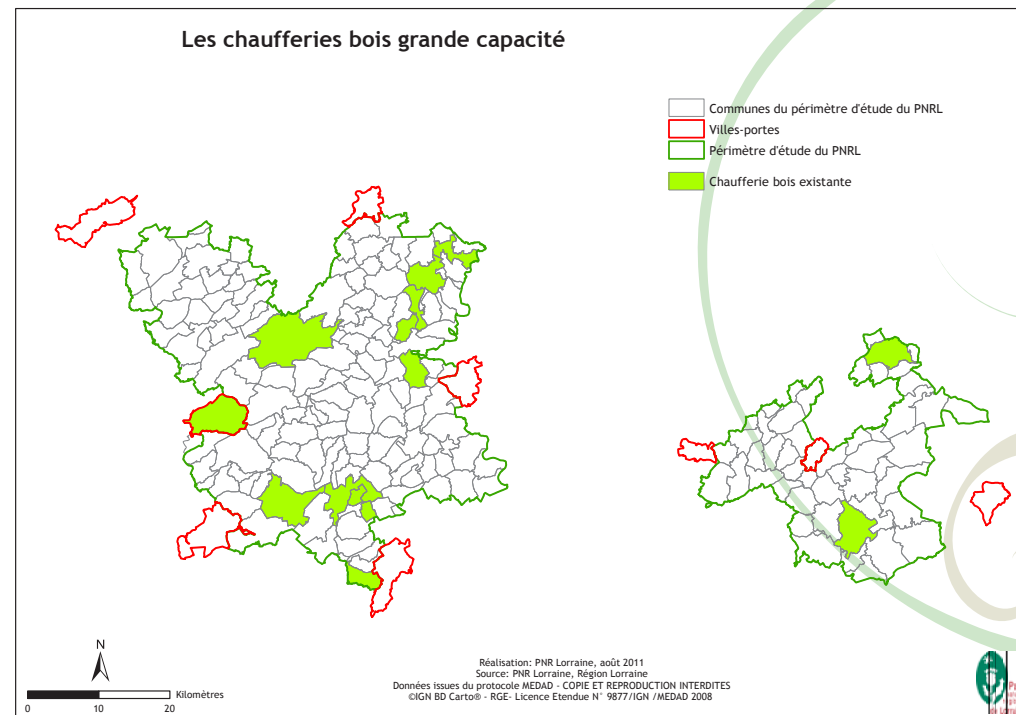 Les chaufferies bois grande capacité
Communes du périmètre d'étude du PNRL
Villes-portes
Périmètre d'étude du PNRL
Chaufferie bois existante
N
Kilomètres
0 10 20
Réalisation: PNR Lorraine, août 2011
Source: PNR Lorraine, Région Lorraine
Données issues du protocole MEDAD - COPIE ET REPRODUCTION INTERDITES
©IGN BD Carto® - RGE- Licence Etendue N° 9877/IGN /MEDAD 2008